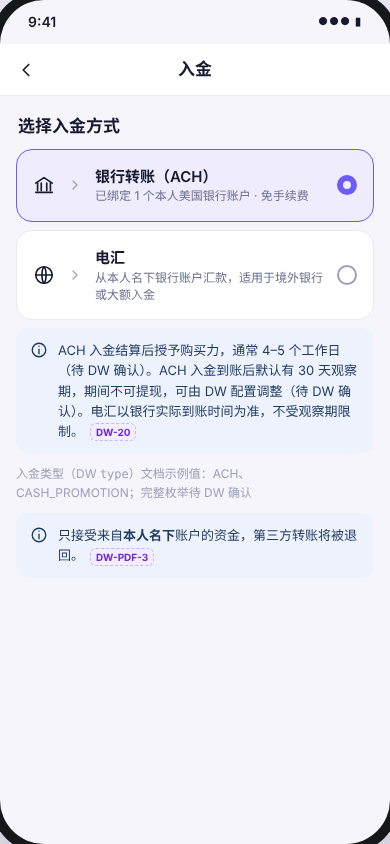 9:41
入金
选择入金方式
银行转账（ACH）
已绑定 1 个本人美国银行账户 · 免手续费
电汇
从本人名下银行账户汇款，适用于境外银行
或大额入金
ACH 入金结算后授予购买力，通常 4–5 个工作日
（待 DW 确认）。ACH 入金到账后默认有 30 天观察
期，期间不可提现，可由 DW 配置调整（待 DW 确
认）。电汇以银行实际到账时间为准，不受观察期限
制。 DW-20
入金类型（DW type）文档示例值：ACH、
CASH_PROMOTION；完整枚举待 DW 确认
只接受来自本人名下账户的资金，第三方转账将被退
回。 DW-PDF-3